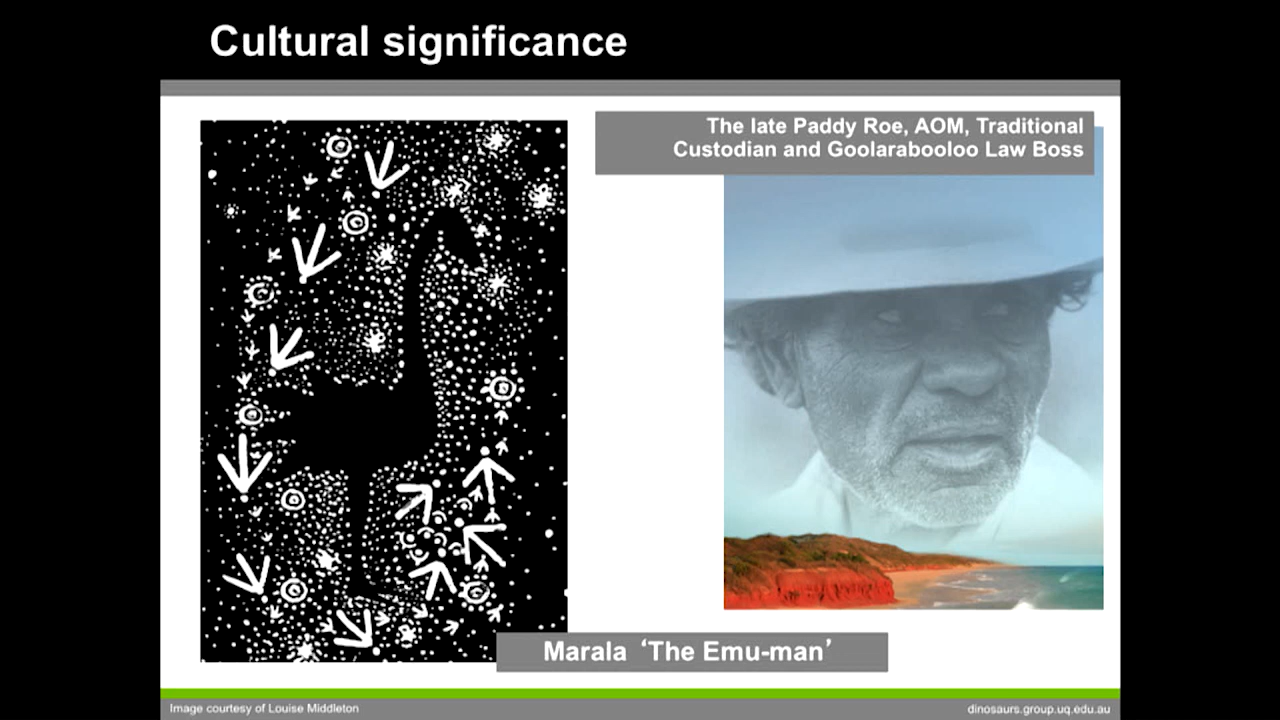 Cultural significance
The late Paddy Roe, AOM, Traditional
Custodian and Goolarabooloo Law Boss
Marala ‘The Emu-man’
Image courtesy of Louise Middleton
dinosaurs.group.uq.edu.au